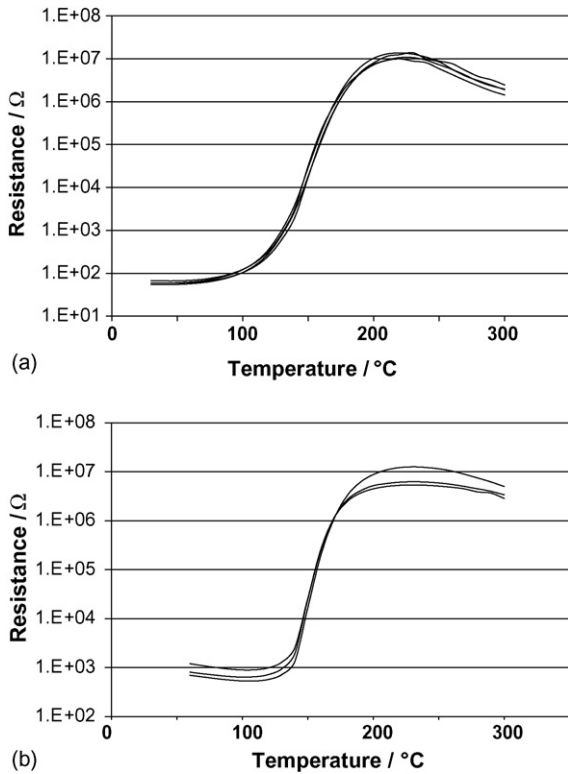 1.E+08
1.E+07
1.E+06
1.E+05
1.E+04
1.E+03
1.E+02
1.E+01
Resistance / Ω
0 100 200 300
Temperature / °C
(a)
1.E+08
1.E+07
1.E+06
1.E+05
1.E+04
1.E+03
1.E+02
Resistance / Ω
0 100 200 300
Temperature / °C
(b)